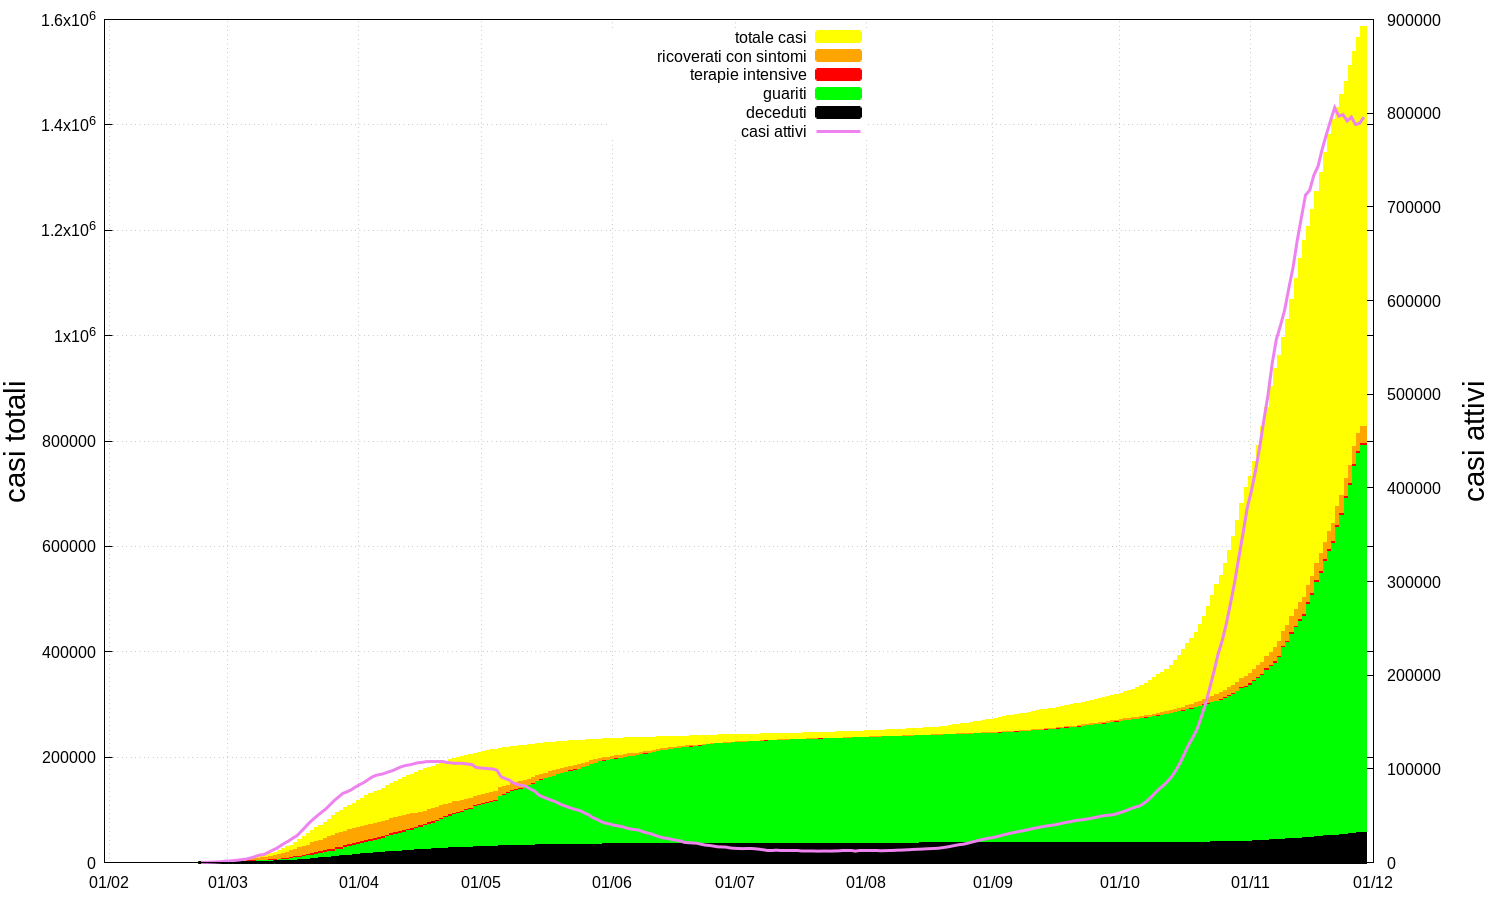 totale casi
ricoverati con sintomi
terapie intensive
guariti
deceduti
casi attivi
casi totali
1.6x10^6
1.4x10^6
1.2x10^6
1x10^6
800000
600000
400000
200000
0
900000
800000
700000
600000
500000
400000
300000
200000
100000
0
casi attivi
01/02 01/03 01/04 01/05 01/06 01/07 01/08 01/09 01/10 01/11 01/12